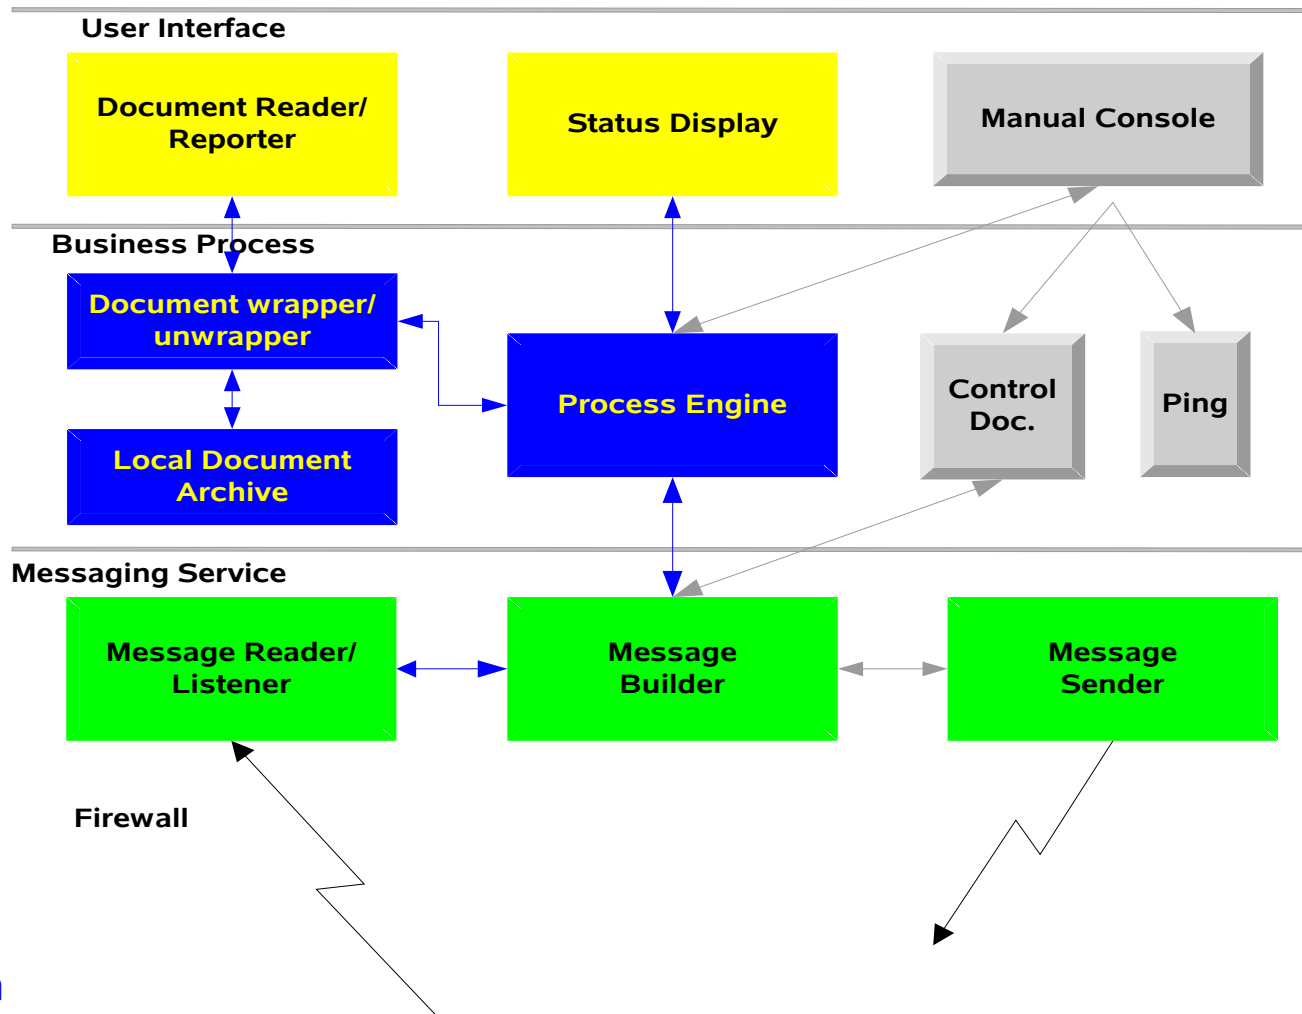 User Interface
Document Reader/
Reporter
Status Display
Manual Console
Business Process
Document wrapper/
unwrapper
Process Engine
Control
Doc.
Ping
Local Document
Archive
Messaging Service
Message Reader/
Listener
Message
Builder
Message
Sender
Firewall